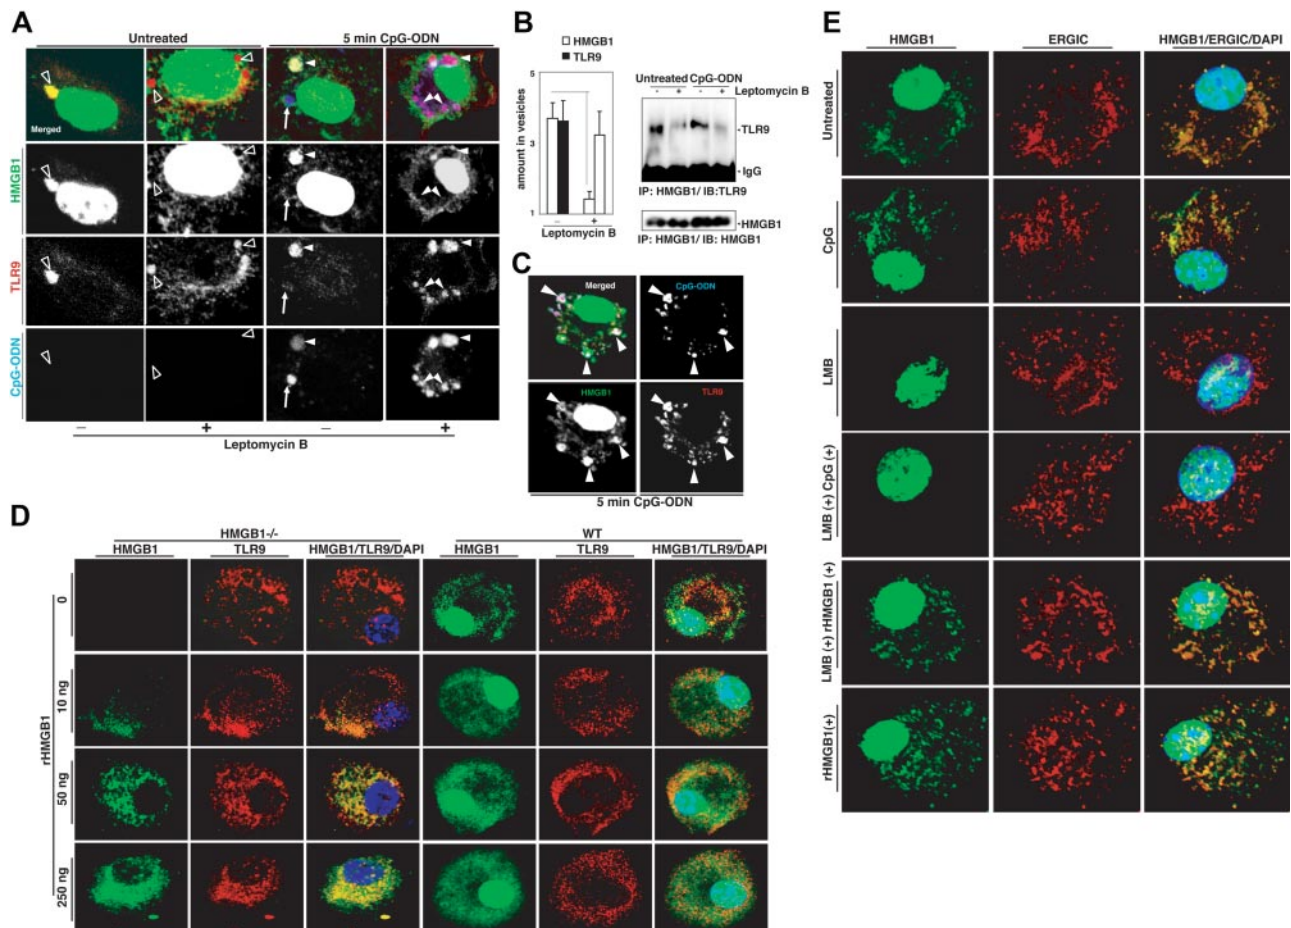 A
Untreated
5 min CpG-ODN
Merged
HMGB1
TLR9
CpG-ODN
– + – +
Leptomycin B
B
HMGB1
TLR9
amount in vesicles
5
3
1
– +
Leptomycin B
Untreated CpG-ODN
- + - + Leptomycin B
-TLR9
-IgG
IP: HMGB1/ IB:TLR9
-HMGB1
IP: HMGB1/ IB: HMGB1
C
Merged
CpG-ODN
HMGB1
TLR9
5 min CpG-ODN
D
HMGB1-/-
WT
HMGB1 TLR9 HMGB1/TLR9/DAPI HMGB1 TLR9 HMGB1/TLR9/DAPI
rHMGB1
0
10 ng
50 ng
250 ng
E
HMGB1 ERGIC HMGB1/ERGIC/DAPI
Untreated
CpG
LMB
LMB (+) CpG (+)
LMB (+) rHMGB1 (+)
rHMGB1(+)